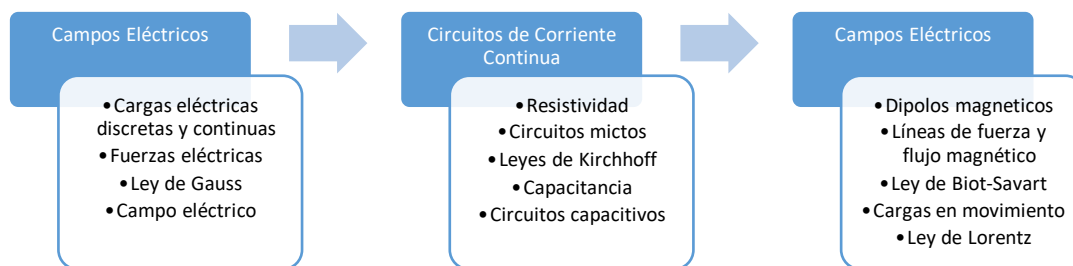 Campos Eléctricos
•Cargas eléctricas
discretas y continuas
•Fuerzas eléctricas
•Ley de Gauss
•Campo eléctrico
Circuitos de Corriente
Continua
•Resistividad
•Circuitos mictos
•Leyes de Kirchhoff
•Capacitancia
•Circuitos capacitivos
Campos Eléctricos
•Dipolos magneticos
•Líneas de fuerza y
flujo magnético
•Ley de Biot-Savart
•Cargas en movimiento
•Ley de Lorentz